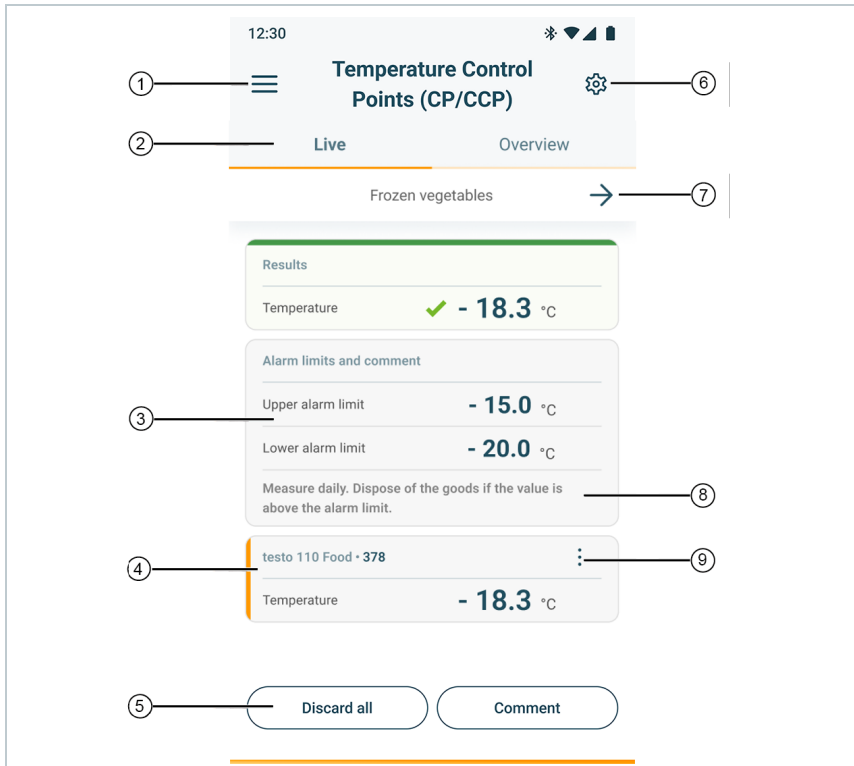 12:30
Temperature Control
Points (CP/CCP)
1
6
2
Live
Overview
Frozen vegetables
7
Results
Temperature
- 18.3 °C
Alarm limits and comment
Upper alarm limit
- 15.0 °C
3
Lower alarm limit
- 20.0 °C
Measure daily. Dispose of the goods if the value is
above the alarm limit.
8
testo 110 Food • 378
9
4
Temperature
- 18.3 °C
5
Discard all
Comment